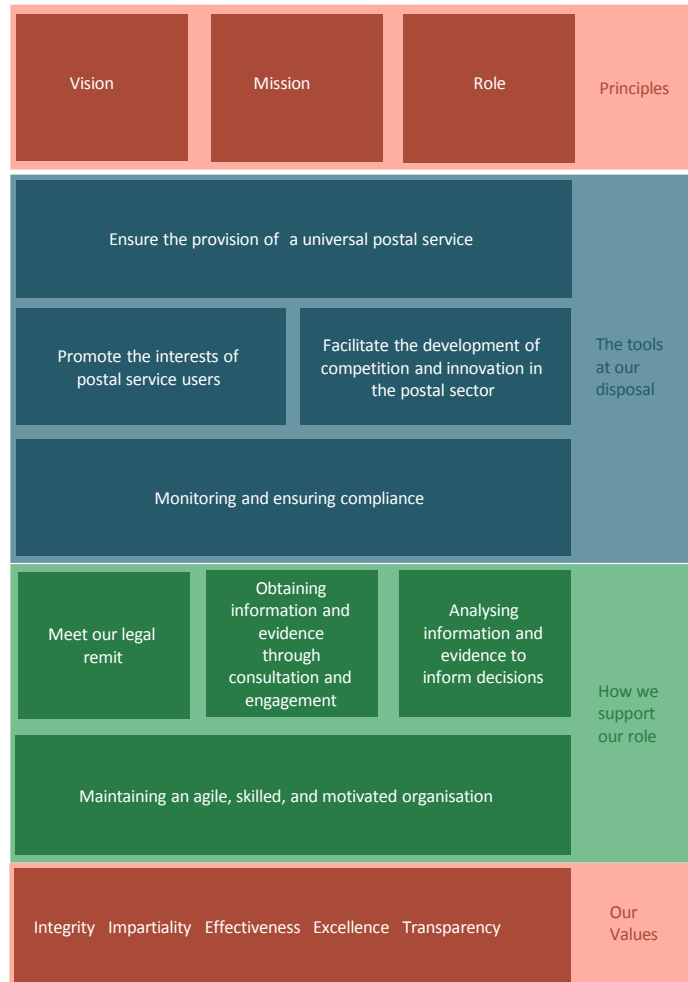 Vision
Mission
Role
Principles
Ensure the provision of a universal postal service
Promote the interests of
postal service users
Facilitate the development of
competition and innovation in
the postal sector
The tools
at our
disposal
Monitoring and ensuring compliance
Meet our legal
remit
Obtaining
information and
evidence
through
consultation and
engagement
Analysing
information and
evidence to
inform decisions
How we
support
our role
Maintaining an agile, skilled, and motivated organisation
Integrity Impartiality Effectiveness Excellence Transparency
Our
Values